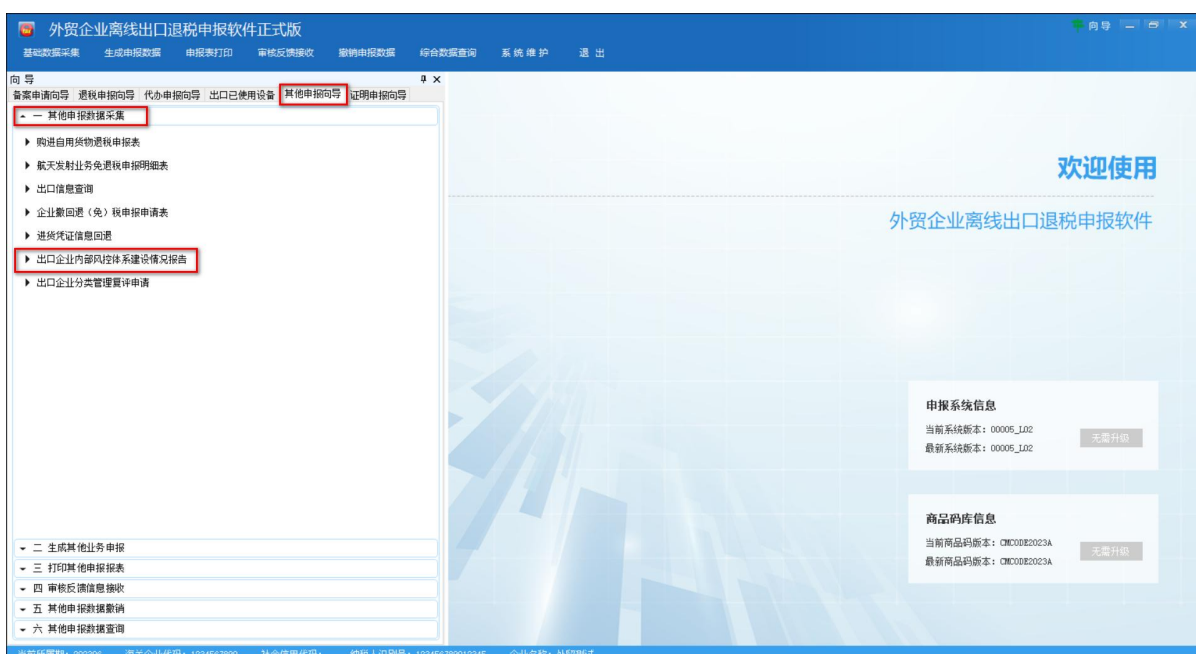 外贸企业离线出口退税申报软件正式版
向导
基础数据采集 生成申报数据 申报表打印 审核反馈接收 撤销申报数据 综合数据查询 系统维护 退出
向导
备案申请向导 退税申报向导 代办申报向导 出口已使用设备 其他申报向导 证明申报向导
一 其他申报数据采集
购进自用货物退税申报表
航天发射业务免退税申报明细表
出口信息查询
企业撤回退（免）税申报申请表
进货凭证信息回退
出口企业内部风控体系建设情况报告
出口企业分类管理复评申请
二 生成其他业务申报
三 打印其他申报报表
四 审核反馈信息接收
五 其他申报数据撤销
六 其他申报数据查询
欢迎使用
外贸企业离线出口退税申报软件
申报系统信息
当前系统版本：00005_L02
最新系统版本：00005_L02
无需升级
商品码库信息
当前商品码版本：CMCODE2023A
最新商品码版本：CMCODE2023A
无需升级